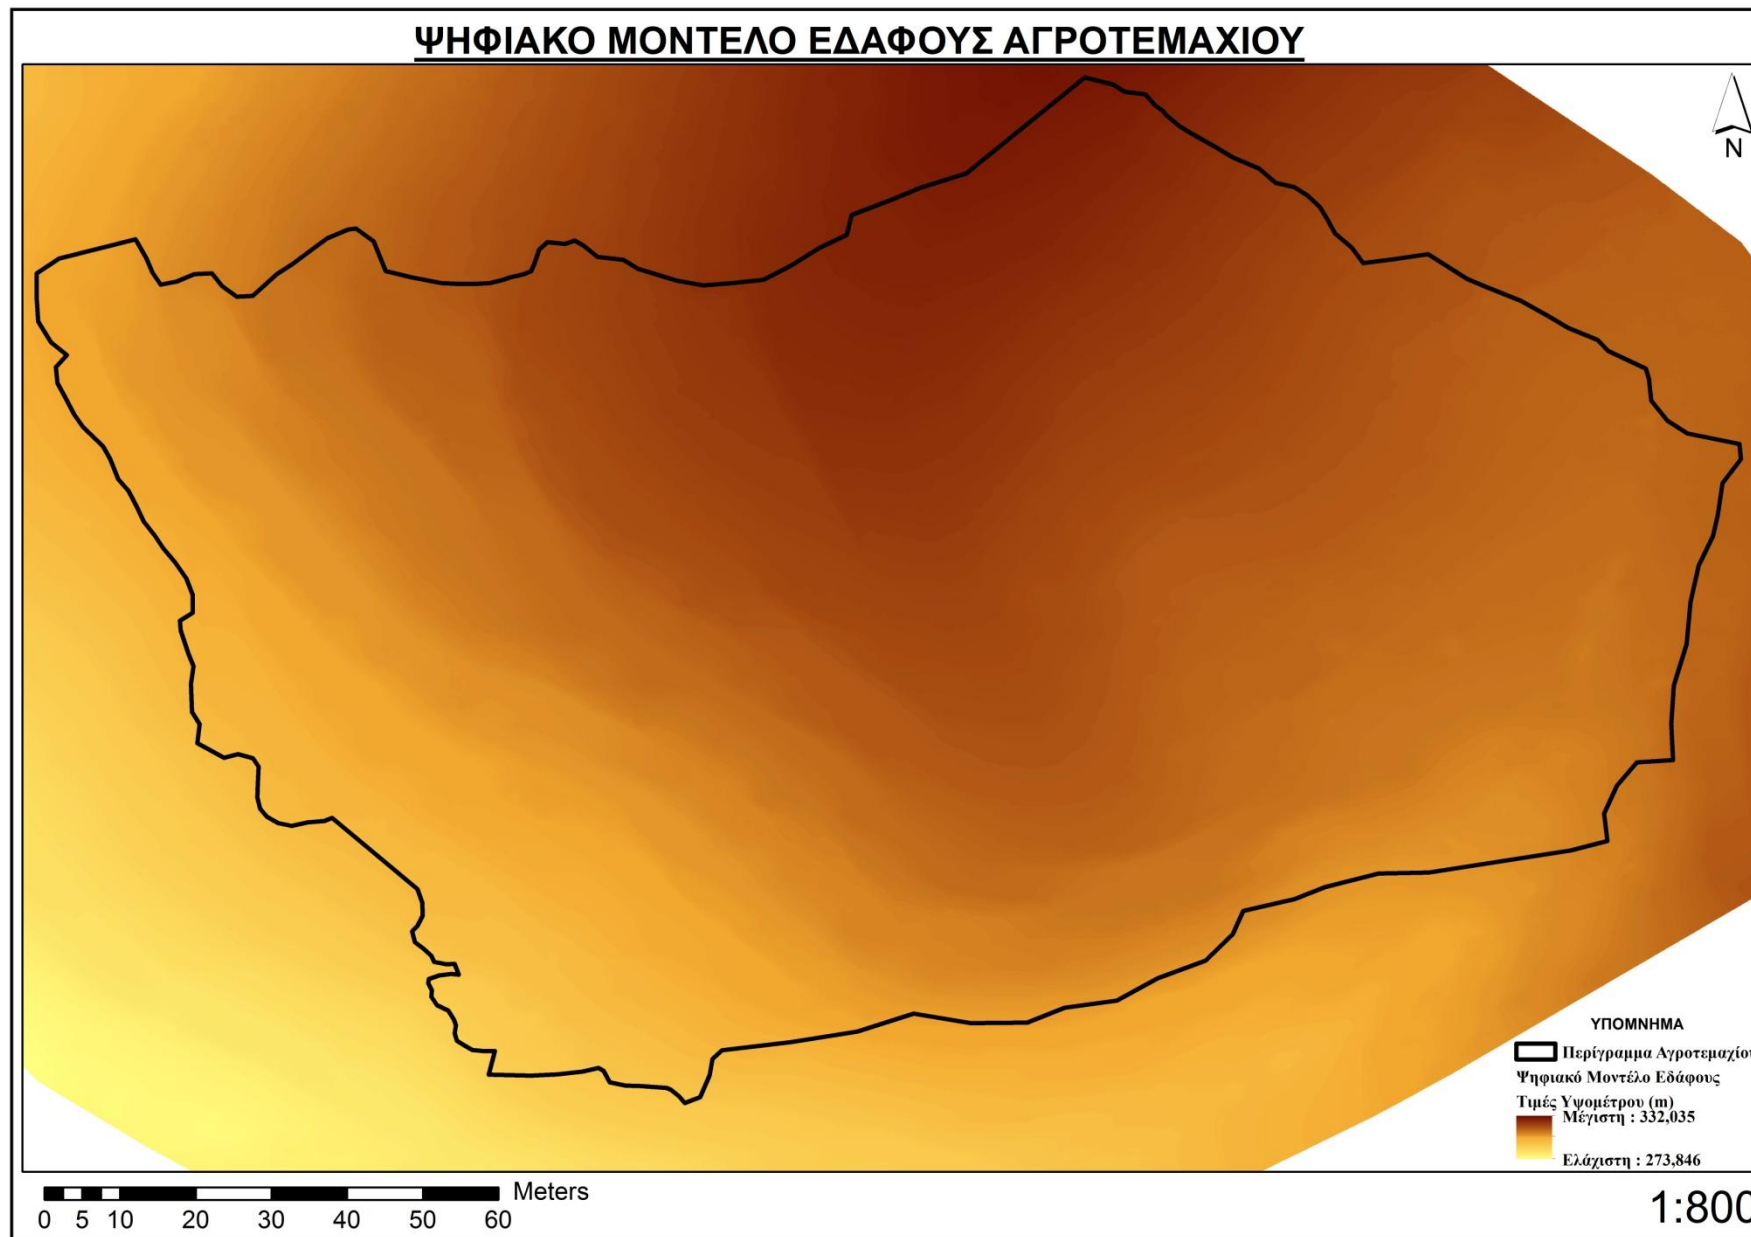 ΨΗΦΙΑΚΟ ΜΟΝΤΕΛΟ ΕΔΑΦΟΥΣ ΑΓΡΟΤΕΜΑΧΙΟΥ
N
ΥΠΟΜΝΗΜΑ
Περίγραμμα Αγροτεμαχίου
Ψηφιακό Μοντέλο Εδάφους
Τιμές Υψομέτρου (m)
Μέγιστη : 332,035
Ελάχιστη : 273,846
Meters
0 5 10 20 30 40 50 60
1:800